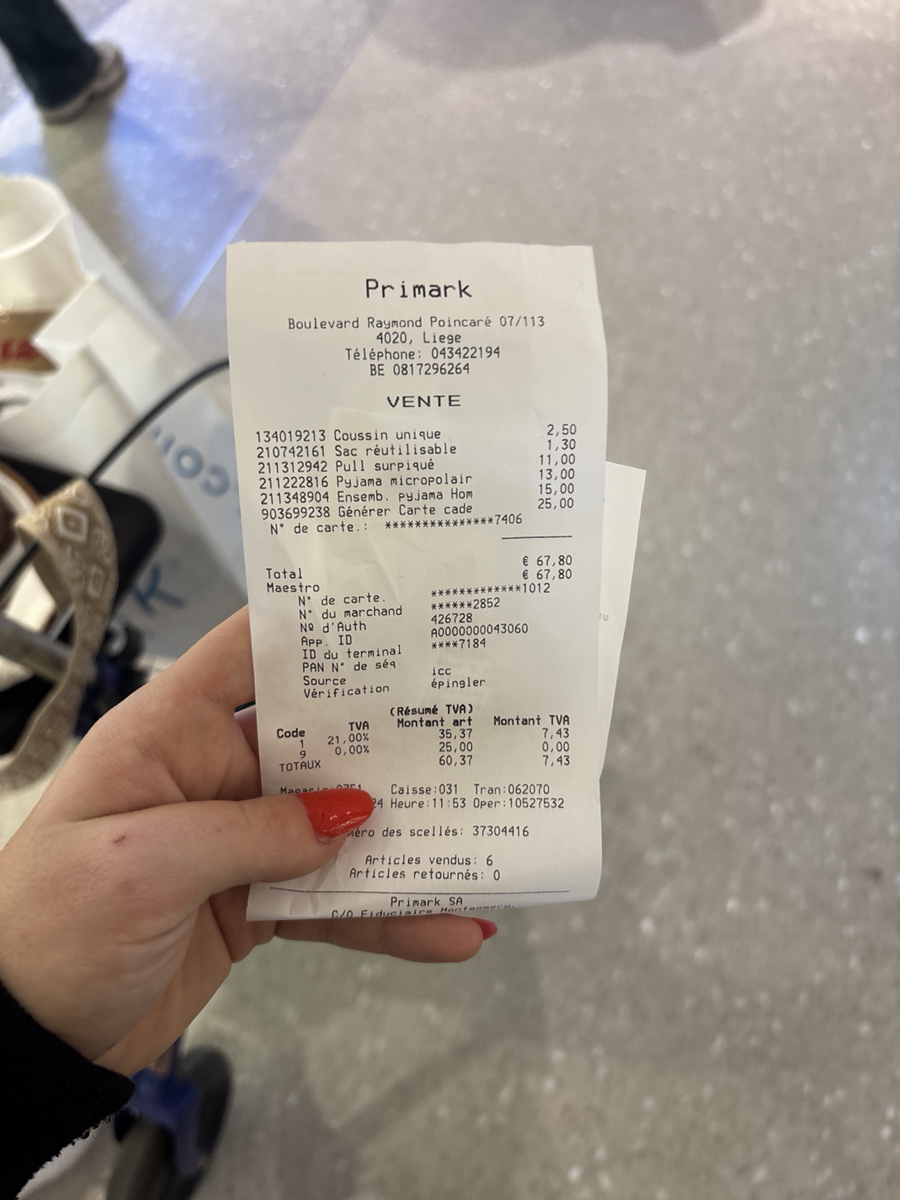 Primark
Boulevard Raymond Poincaré 07/113
4020, Liege
Téléphone: 043422194
BE 0817296264
VENTE
134019213 Coussin unique 2,50
210742161 Sac réutilisable 1,30
211312942 Pull surpiqué 11,00
211222816 Pyjama micropolair 13,00
211348904 Ensemb. pyjama Hom 15,00
903699238 Générer Carte cade 25,00
N° de carte.: ***************7406
Total € 67,80
Maestro € 67,80
N° de carte. ************1012
N° du marchand ******2852
Nº d'Auth 426728
App. ID A0000000043060
ID du terminal ****7184
PAN N° de séq
Source icc
Vérification épingler
(Résumé TVA)
Code TVA Montant art Montant TVA
1 21,00% 35,37 7,43
9 0,00% 25,00 0,00
TOTAUX 60,37 7,43
Caisse:031 Tran:062070
24 Heure:11:53 Oper:10527532
éro des scellés: 37304416
Articles vendus: 6
Articles retournés: 0
Primark SA
C/O Fiduciaire Montgomery,